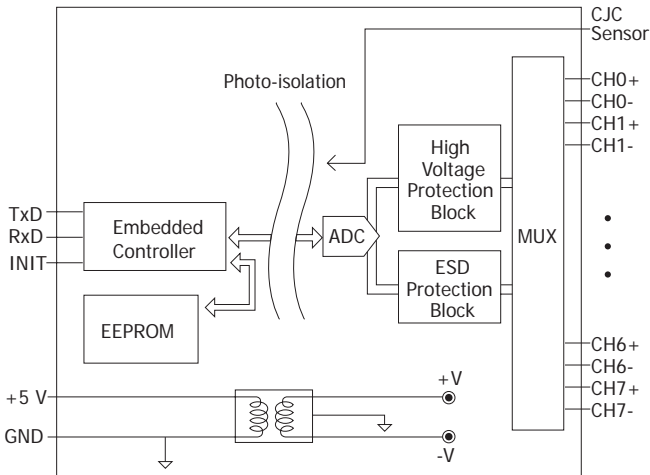 CJC
Sensor
Photo-isolation
CH0+
CH0-
CH1+
CH1-
High
Voltage
Protection
Block
TxD
RxD
INIT
Embedded
Controller
ADC
MUX
ESD
Protection
Block
EEPROM
CH6+
CH6-
CH7+
CH7-
+5 V
GND
+V
-V